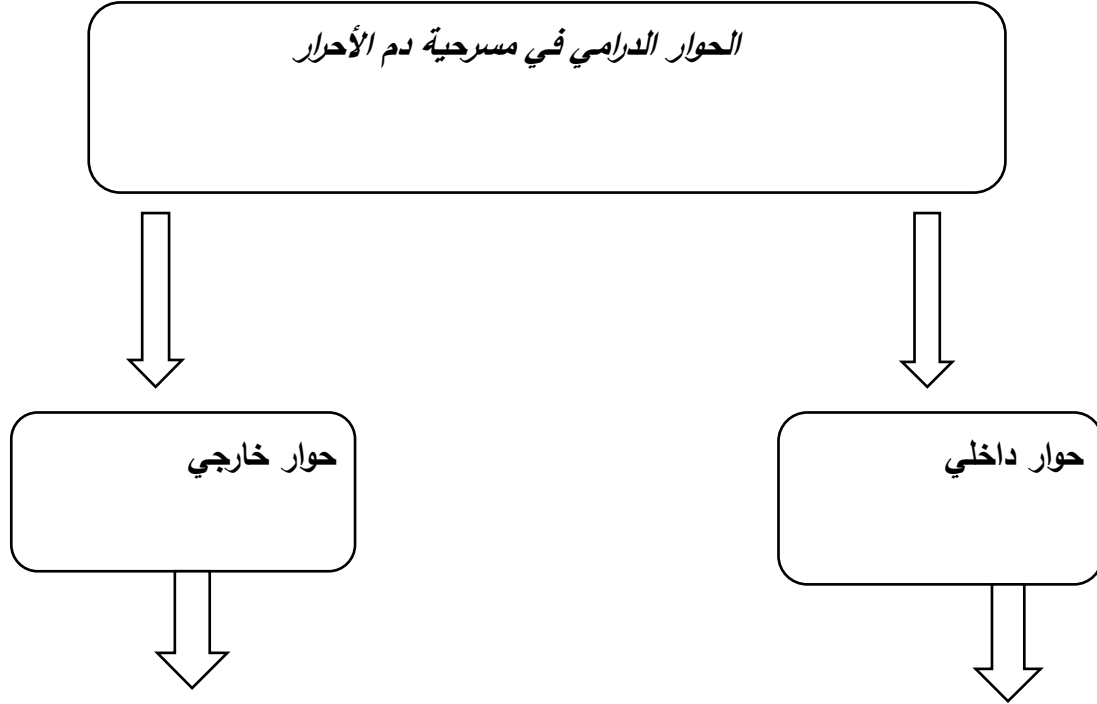 الحوار الدرامي في مسرحية دم الأحرار
حوار داخلي
حوار خارجي